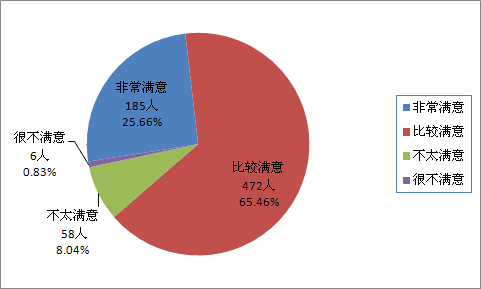 非常满意
185人
25.66%
很不满意
6人
0.83%
不太满意
58人
8.04%
比较满意
472人
65.46%
非常满意
比较满意
不太满意
很不满意